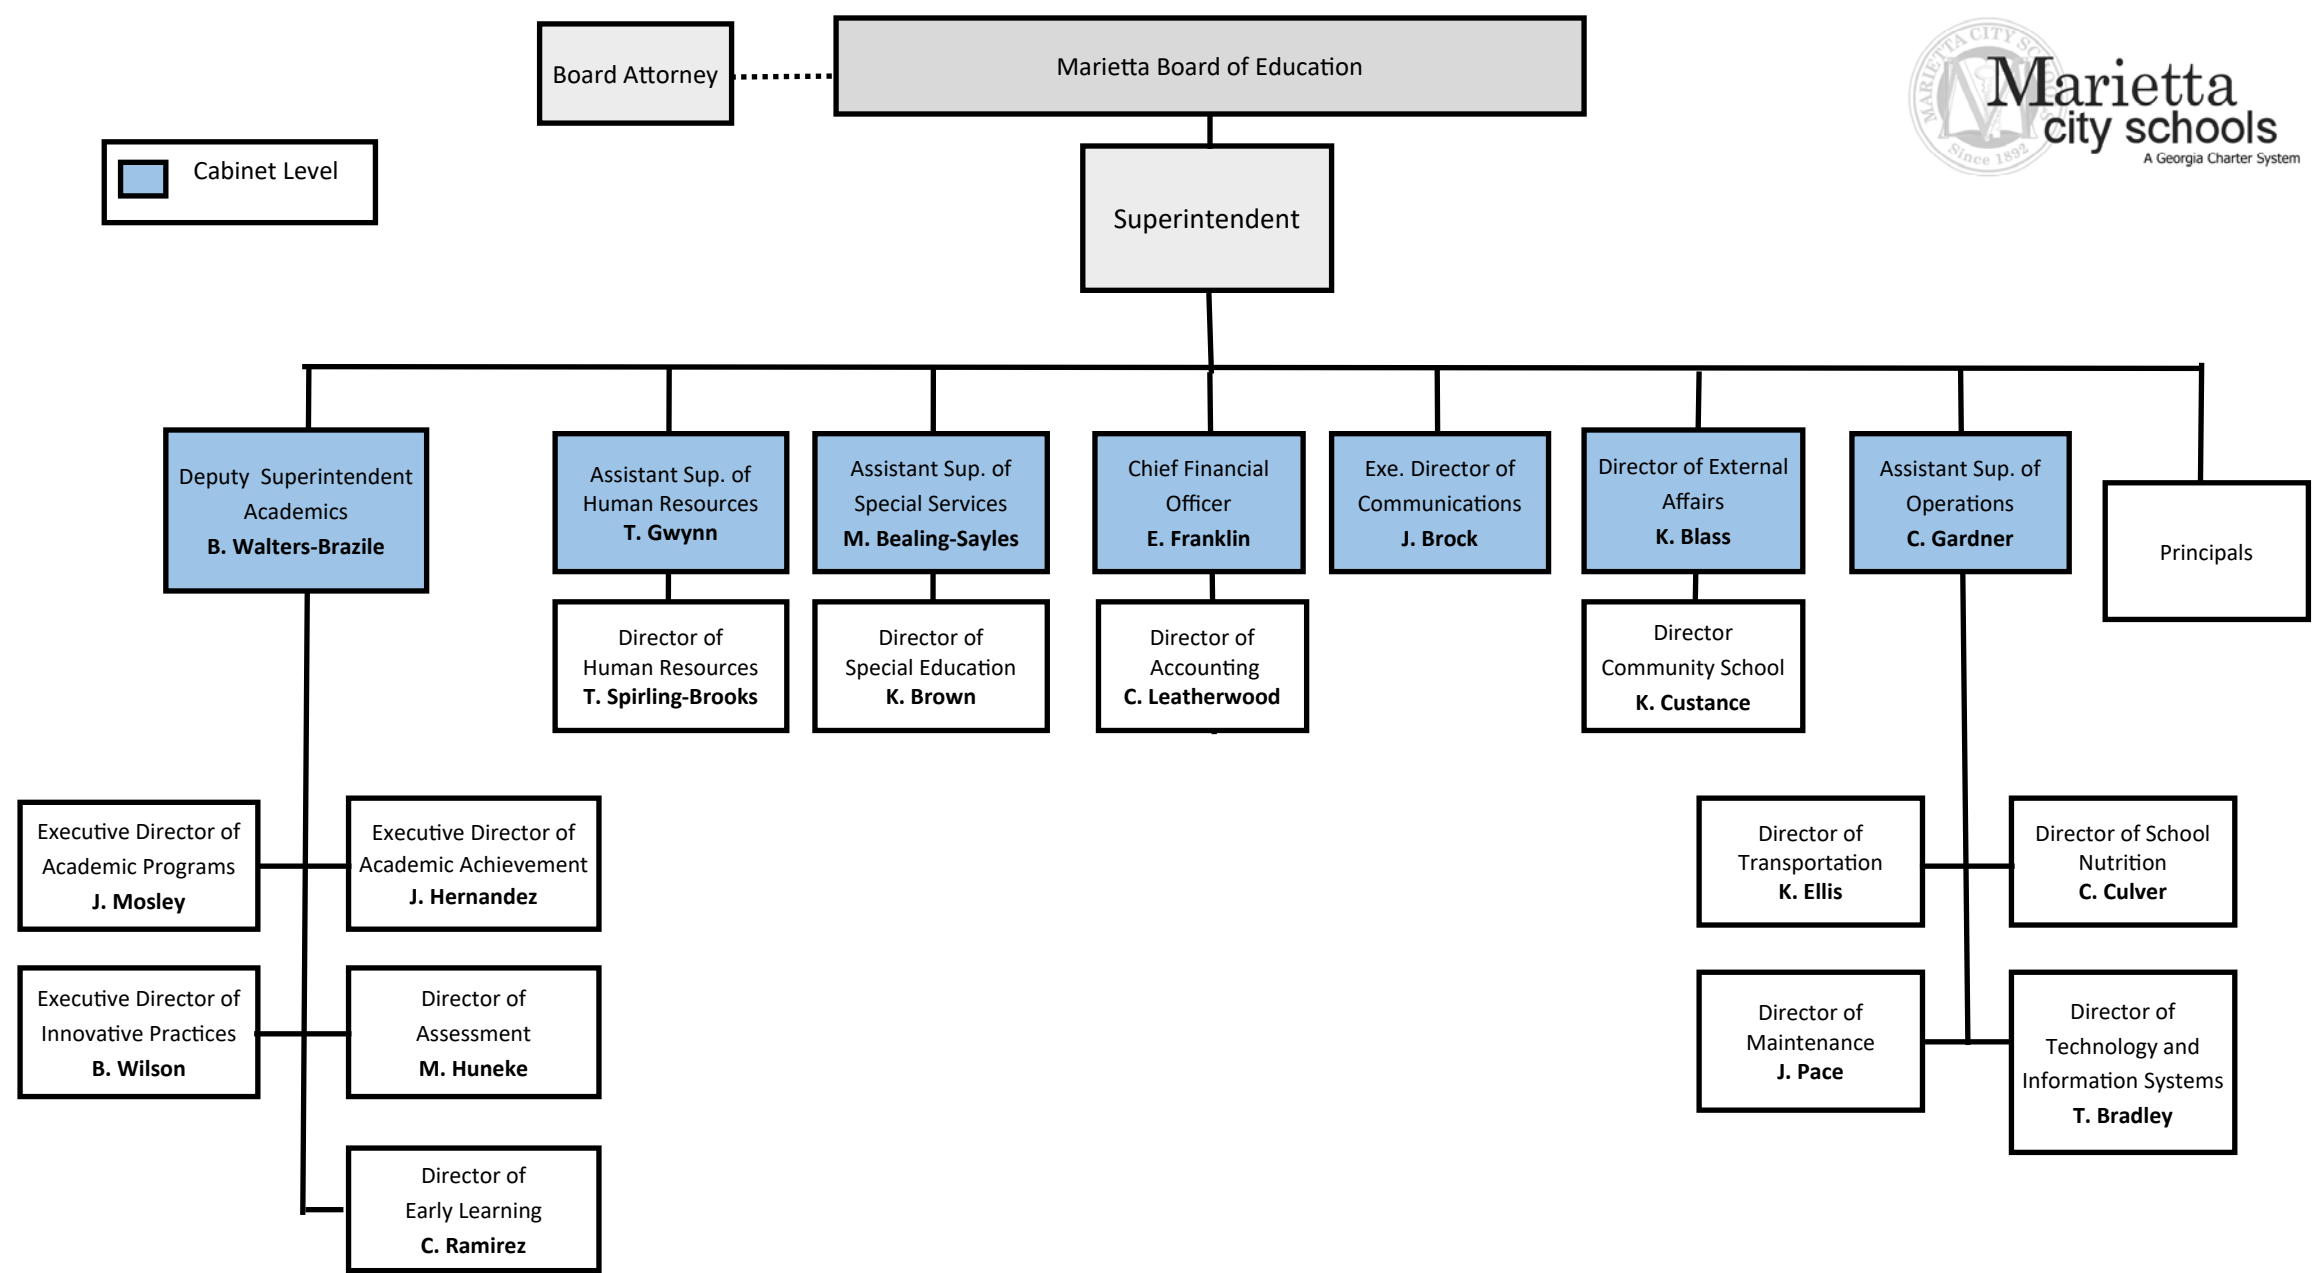 Board Attorney
Marietta Board of Education
MARIETTA CITY SCHOOLS
Since 1892
Marietta
city schools
A Georgia Charter System
Cabinet Level
Superintendent
Deputy Superintendent
Academics
B. Walters-Brazile
Assistant Sup. of
Human Resources
T. Gwynn
Assistant Sup. of
Special Services
M. Bealing-Sayles
Chief Financial
Officer
E. Franklin
Exe. Director of
Communications
J. Brock
Director of External
Affairs
K. Blass
Assistant Sup. of
Operations
C. Gardner
Principals
Director of
Human Resources
T. Spirling-Brooks
Director of
Special Education
K. Brown
Director of
Accounting
C. Leatherwood
Director
Community School
K. Custance
Executive Director of
Academic Programs
J. Mosley
Executive Director of
Academic Achievement
J. Hernandez
Director of
Transportation
K. Ellis
Director of School
Nutrition
C. Culver
Executive Director of
Innovative Practices
B. Wilson
Director of
Assessment
M. Huneke
Director of
Maintenance
J. Pace
Director of
Technology and
Information Systems
T. Bradley
Director of
Early Learning
C. Ramirez